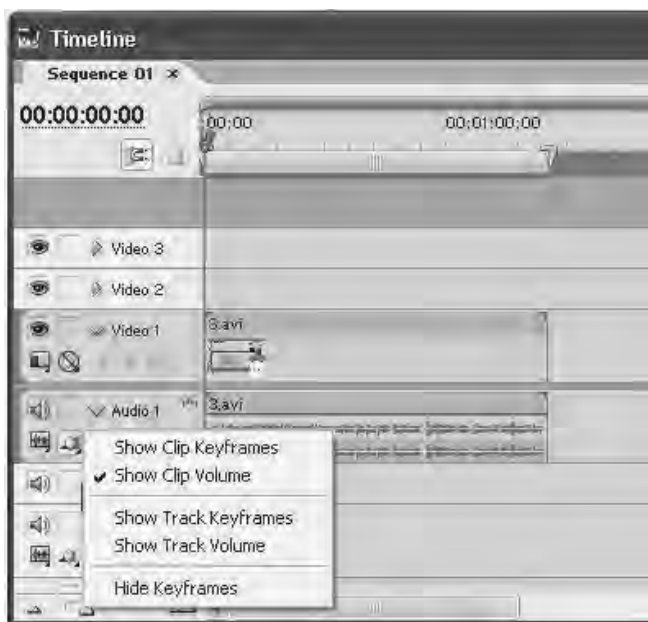 Timeline
Sequence 01 ×
00:00:00:00
00:00 00:01:00:00
Video 3
Video 2
Video 1
3.avi
Audio 1
3.avi
Show Clip Keyframes
Show Clip Volume
Show Track Keyframes
Show Track Volume
Hide Keyframes